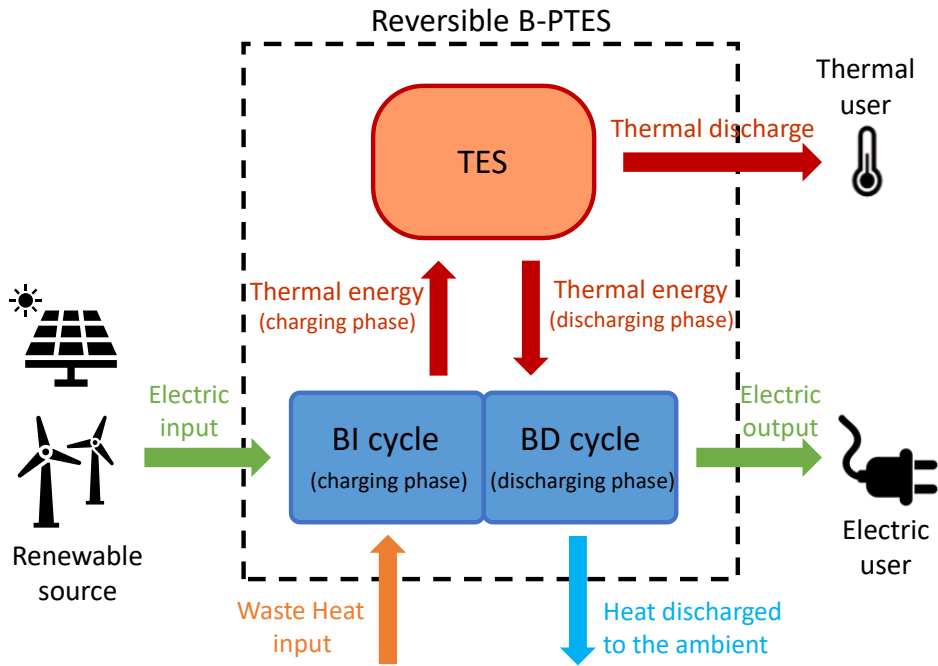 Reversible B-PTES
Thermal
user
Thermal discharge
TES
Thermal energy
(charging phase)
Thermal energy
(discharging phase)
Electric
input
BI cycle
(charging phase)
BD cycle
(discharging phase)
Electric
output
Renewable
source
Electric
user
Waste Heat
input
Heat discharged
to the ambient